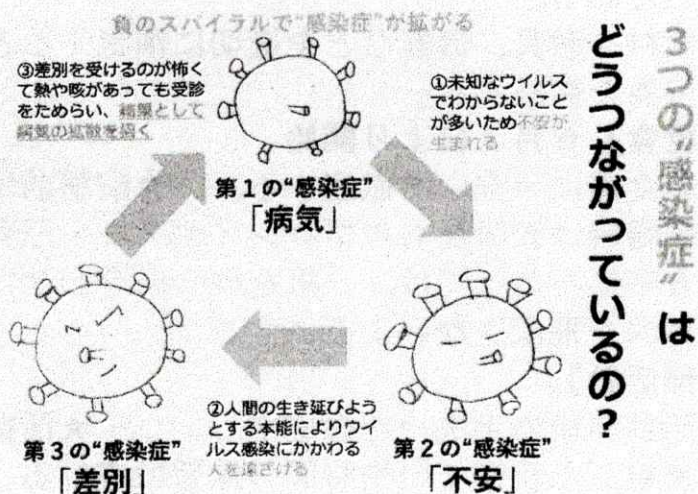 3つの“感染症”は
どうつながっているの？
負のスパイラルで“感染症”が拡がる
①未知なウイルス
でわからないこと
が多いため不安が
生まれる
第1の“感染症”
「病気」
第2の“感染症”
「不安」
②人間の生き延びよう
とする本能によりウイ
ルス感染にかかわる
人を遠ざける
第3の“感染症”
「差別」
③差別を受けるのが怖く
て熱や咳があっても受診
をためらい、結果として
病気の拡散を招く